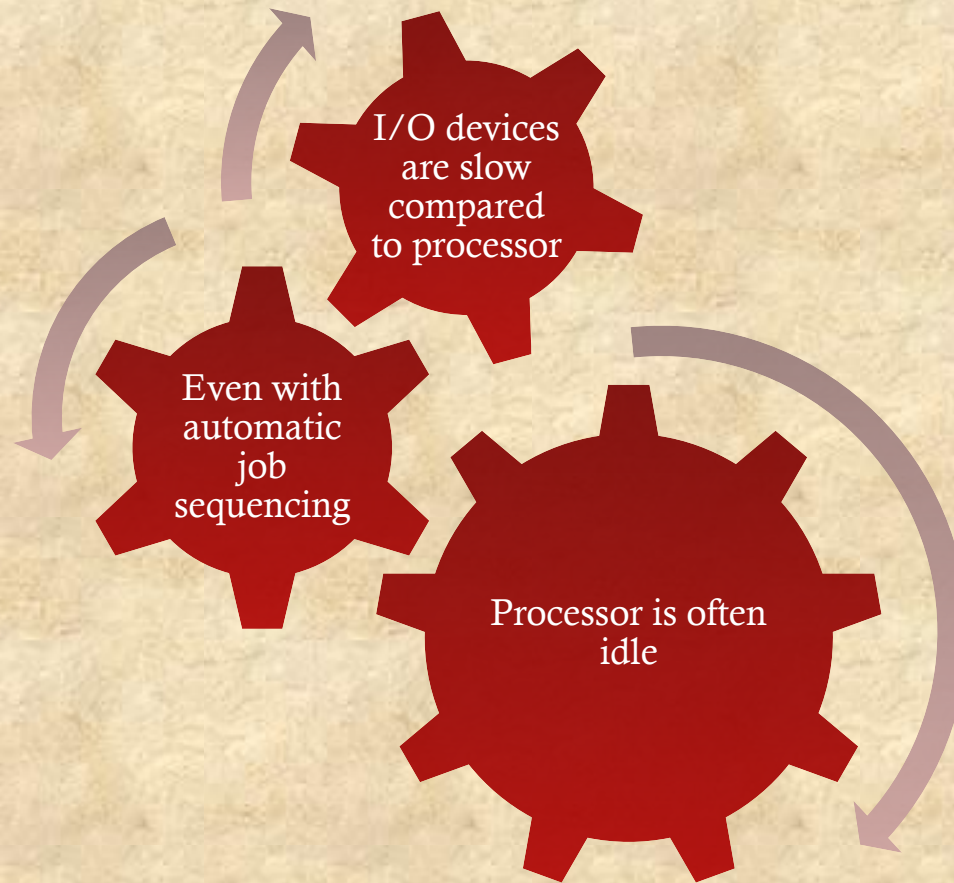 I/O devices
are slow
compared
to processor
Even with
automatic
job
sequencing
Processor is often
idle